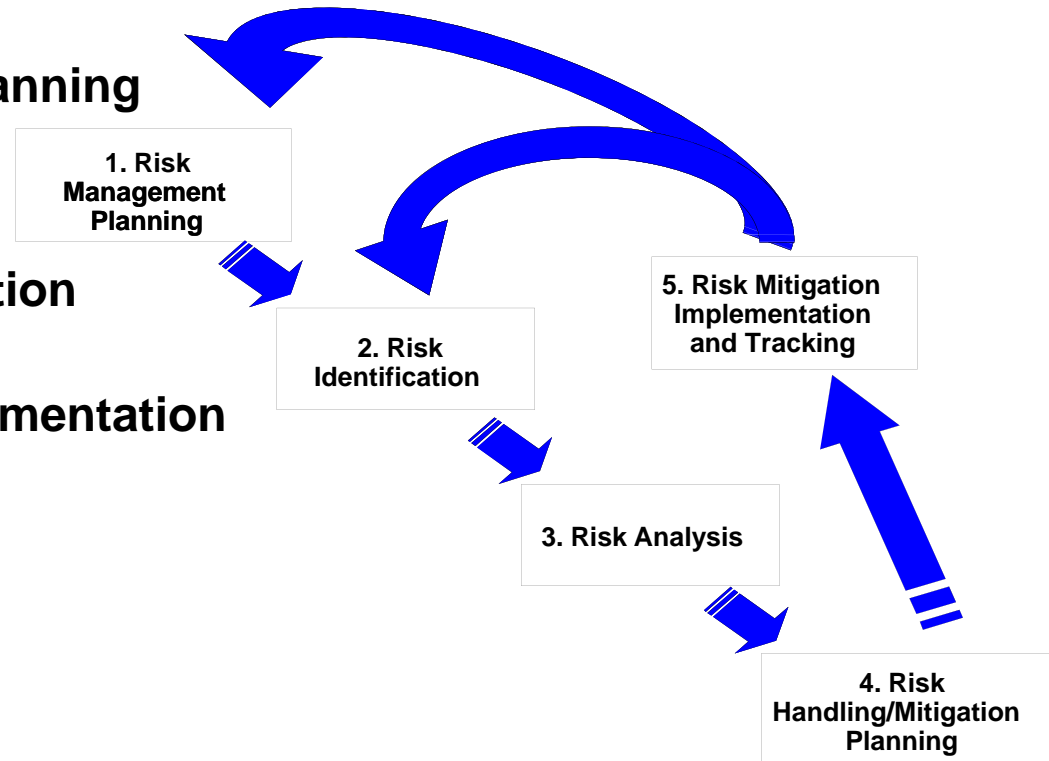 anning
1. Risk
Management
Planning
tion
2. Risk
Identification
5. Risk Mitigation
Implementation
and Tracking
mentation
3. Risk Analysis
4. Risk
Handling/Mitigation
Planning